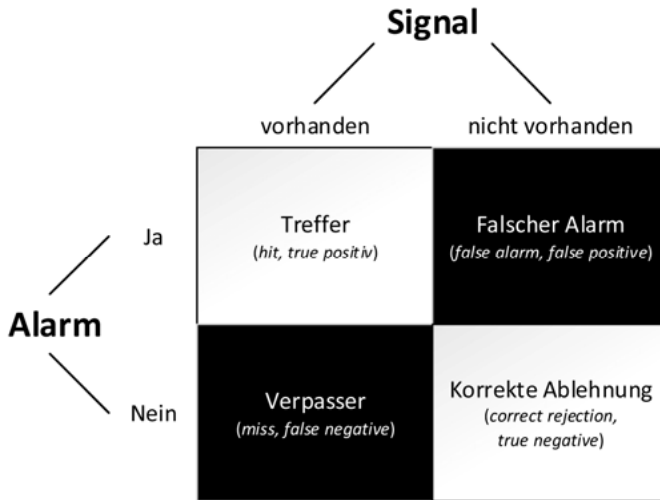 Signal
vorhanden
nicht vorhanden
Treffer
(hit, true positiv)
Falscher Alarm
(false alarm, false positive)
Ja
Alarm
Nein
Verpasser
(miss, false negative)
Korrekte Ablehnung
(correct rejection,
true negative)